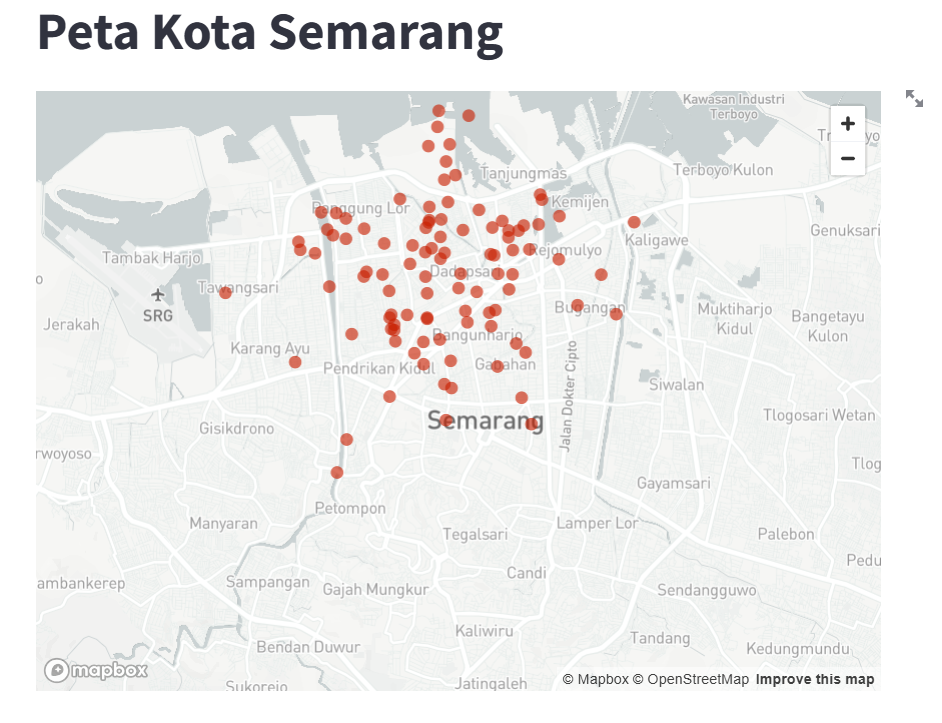 Peta Kota Semarang
Kawasan Industri
Terboyo
+
−
Tanjungmas
Terboyo Kulon
Panggung Lor
Kemijen
Genuksari
Kaligawe
Rejomulyo
Tambak Harjo
Dadapsari
Tawangsari
SRG
Bugangan
Muktiharjo
Kidul
Bangetayu
Kulon
Jerakah
Karang Ayu
Bangunharjo
Pendrikan Kidul
Gabahan
Jalan Dokter Cipto
Siwalan
Semarang
Tlogosari Wetan
Gisikdrono
rwoyoso
Tlog
Gayamsari
Petompon
Manyaran
Tegalsari
Lamper Lor
Palebon
Pedu
Candi
ambankerep
Sampangan
Gajah Mungkur
Sendangguwo
Kaliwiru
Tandang
Bendan Duwur
Kedungmundu
mapbox
Sukorejo
Jatingaleh
© Mapbox © OpenStreetMap Improve this map